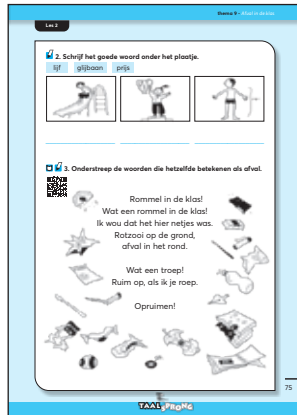 thema 9 - Afval in de klas
Les 2
2. Schrijf het goede woord onder het plaatje.
lijf glijbaan prijs
3. Onderstreep de woorden die hetzelfde betekenen als afval.
Rommel in de klas!
Wat een rommel in de klas!
Ik wou dat het hier netjes was.
Rotzooi op de grond,
afval in het rond.
Wat een troep!
Ruim op, als ik je roep.
Opruimen!
75
TAALSPRONG